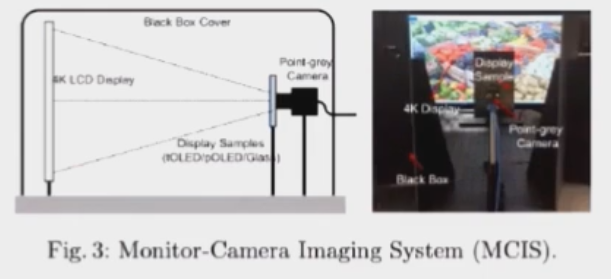 Black Box Cover
Point-grey
Camera
4K LCD Display
Display Samples
(tOLED/pOLED/Glass)
Display
Sample
4K Display
Point-grey
Camera
Black Box
Fig. 3: Monitor-Camera Imaging System (MCIS).